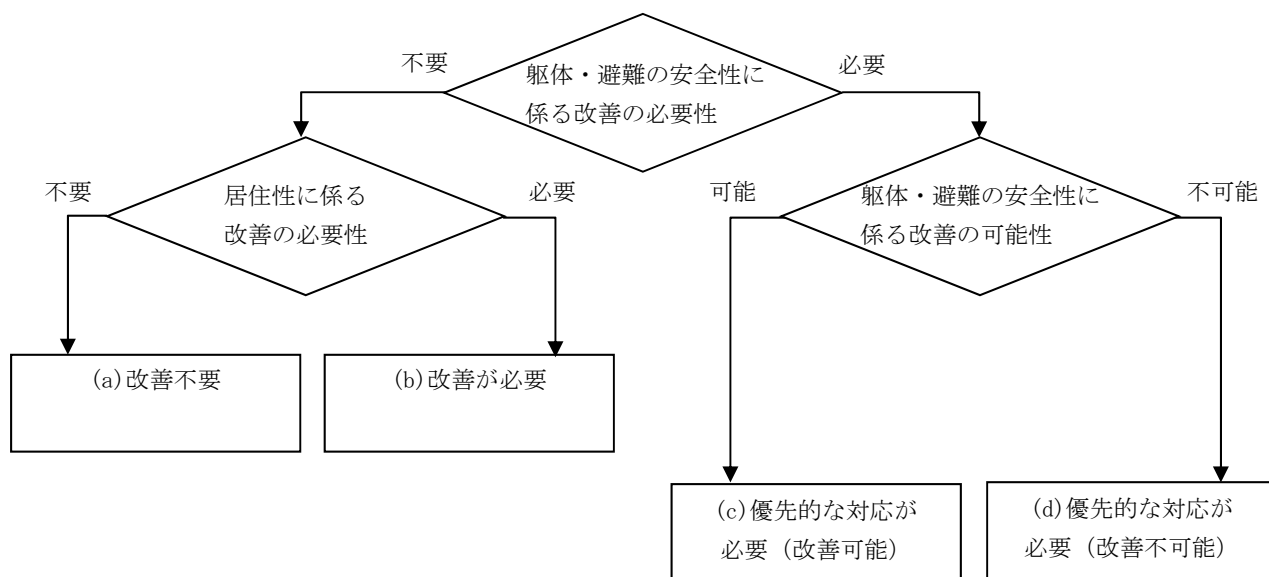 不要
躯体・避難の安全性に
係る改善の必要性
必要
不要
居住性に係る
改善の必要性
必要
可能
躯体・避難の安全性に
係る改善の可能性
不可能
(a)改善不要
(b)改善が必要
(c)優先的な対応が
必要（改善可能）
(d)優先的な対応が
必要（改善不可能）